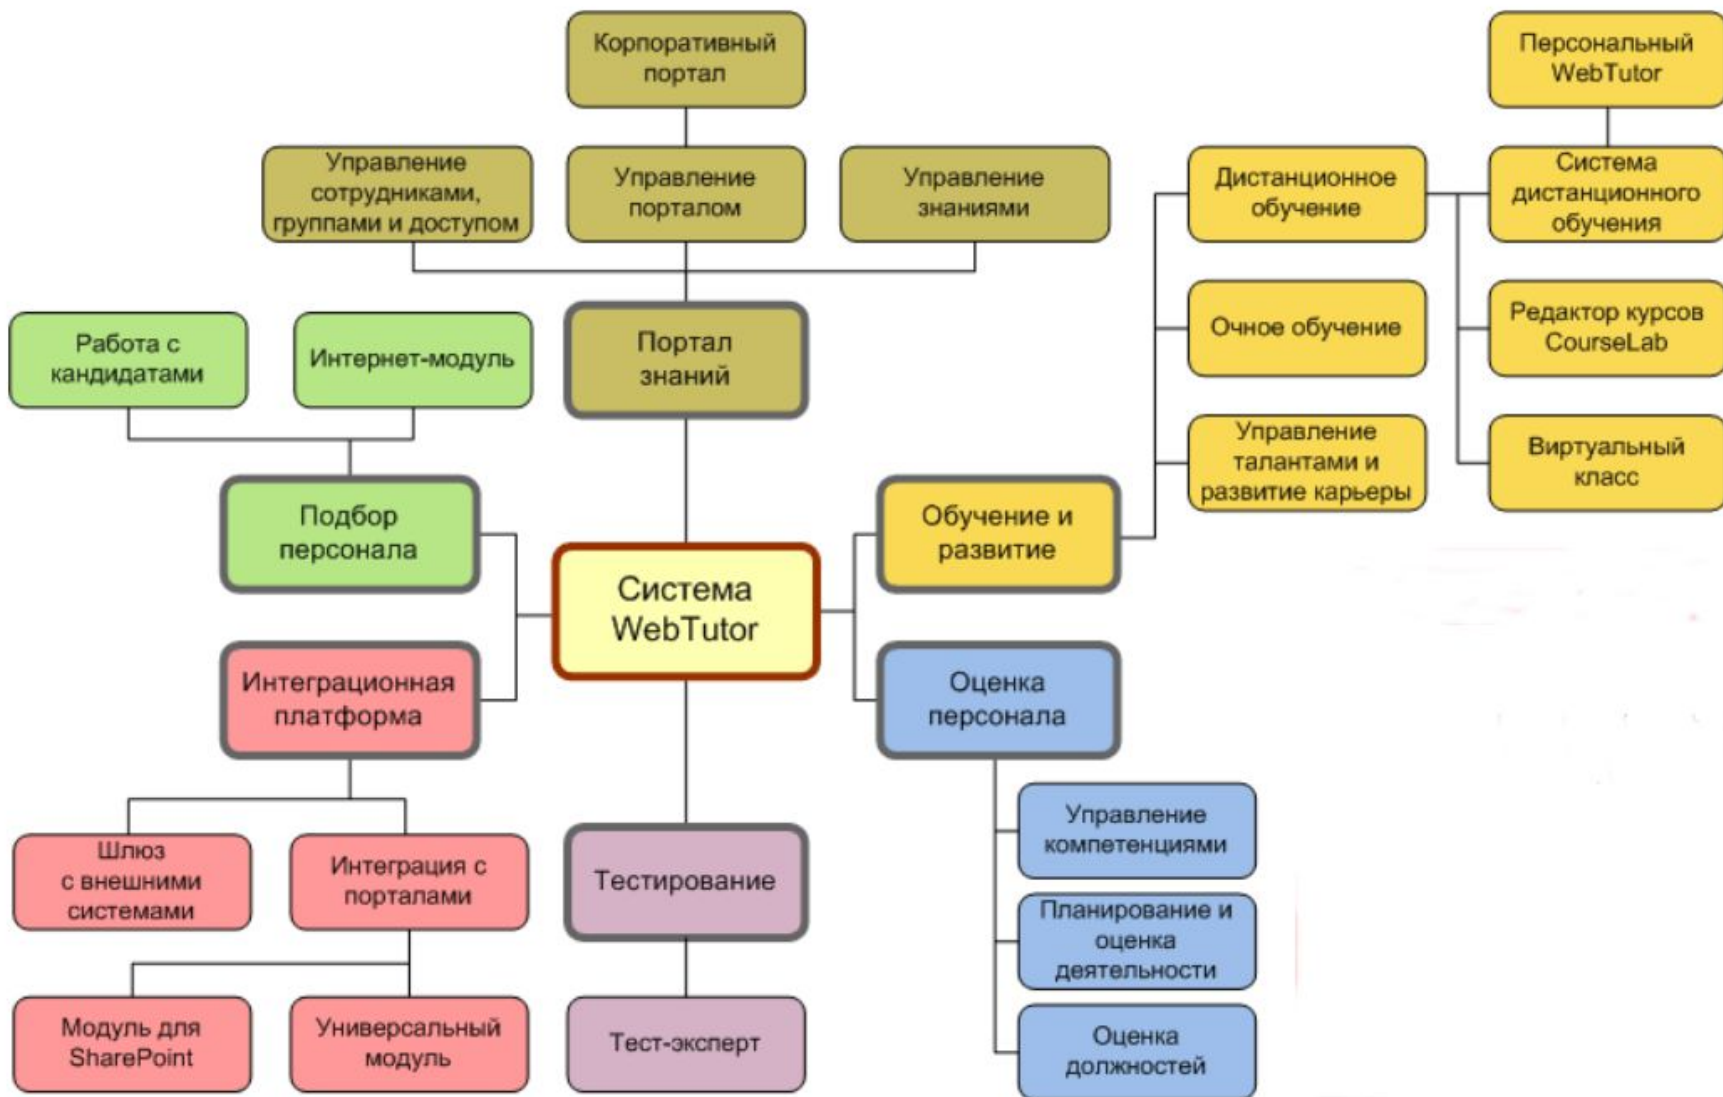 Корпоративный
портал
Персональный
WebTutor
Управление
сотрудниками,
группами и доступом
Управление
порталом
Управление
знаниями
Дистанционное
обучение
Система
дистанционного
обучения
Работа с
кандидатами
Интернет-модуль
Портал
знаний
Очное обучение
Редактор курсов
CourseLab
Управление
талантами и
развитие карьеры
Виртуальный
класс
Подбор
персонала
Обучение и
развитие
Система
WebTutor
Интеграционная
платформа
Оценка
персонала
Шлюз
с внешними
системами
Интеграция с
порталами
Тестирование
Управление
компетенциями
Планирование и
оценка
деятельности
Модуль для
SharePoint
Универсальный
модуль
Тест-эксперт
Оценка
должностей